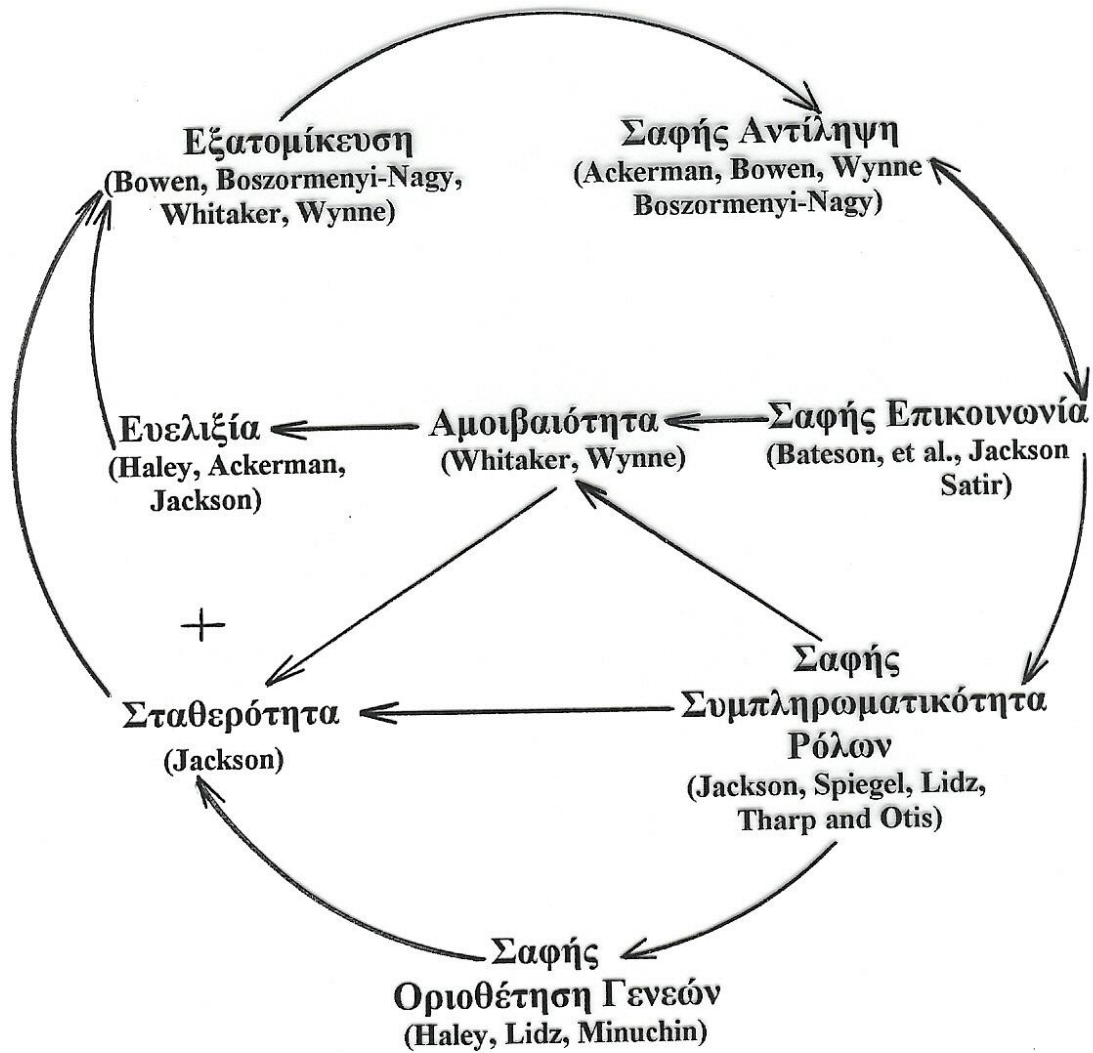 Εξατομίκευση
(Bowen, Boszormenyi-Nagy,
Whitaker, Wynne)
Σαφής Αντίληψη
(Ackerman, Bowen, Wynne
Boszormenyi-Nagy)
Ευελιξία
(Haley, Ackerman,
Jackson)
Αμοιβαιότητα
(Whitaker, Wynne)
Σαφής Επικοινωνία
(Bateson, et al., Jackson
Satir)
+
Σταθερότητα
(Jackson)
Σαφής
Συμπληρωματικότητα
Ρόλων
(Jackson, Spiegel, Lidz,
Tharp and Otis)
Σαφής
Οριοθέτηση Γενεών
(Haley, Lidz, Minuchin)